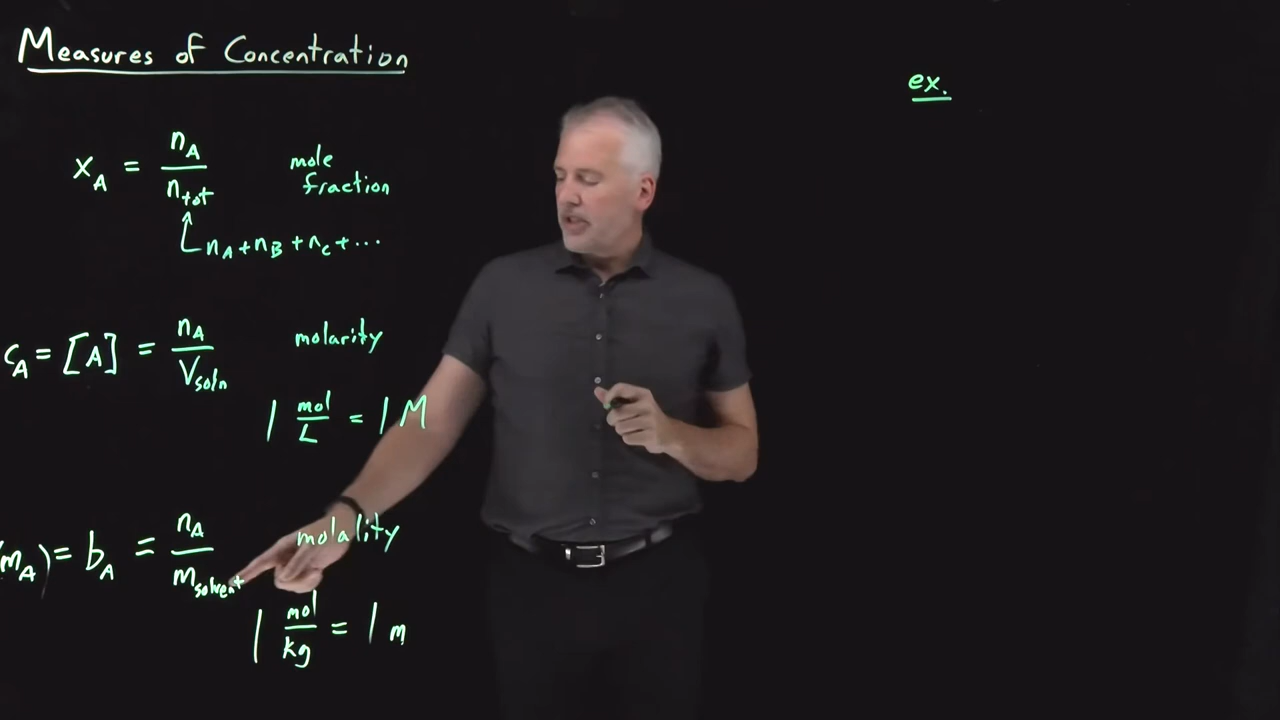 Measures of Concentration
x_A = n_A / n_tot mole fraction
n_A + n_B + n_C + ...
c_A = [A] = n_A / V_soln molarity
1 mol / L = 1 M
(m_A) = b_A = n_A / m_solvent molality
1 mol / kg = 1 m
ex.